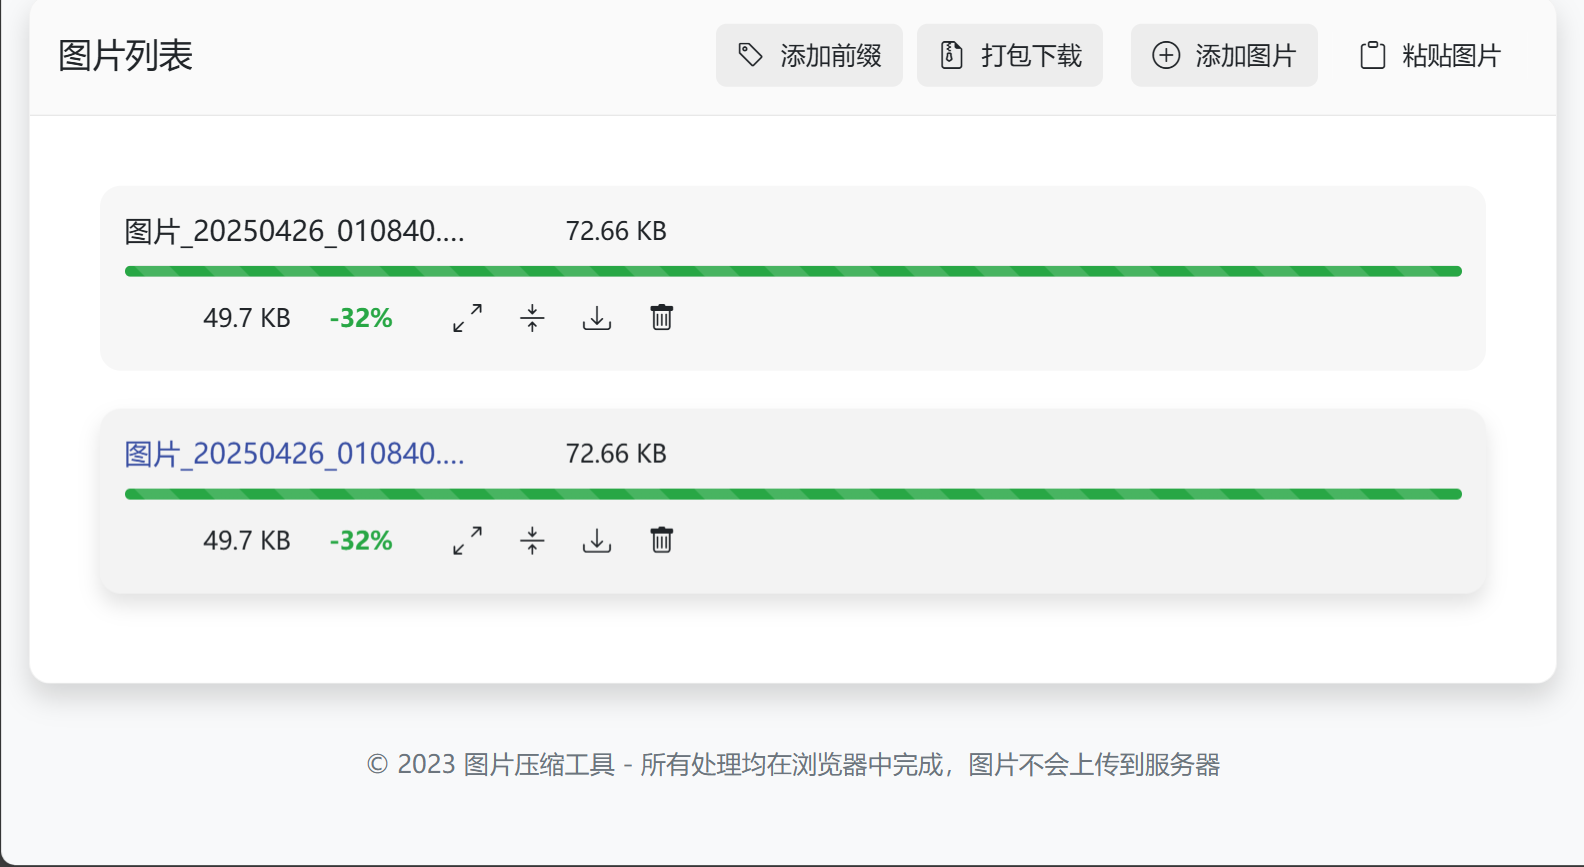 图片列表 添加前缀 打包下载 添加图片 粘贴图片
图片_20250426_010840.... 72.66 KB
49.7 KB -32%
图片_20250426_010840.... 72.66 KB
49.7 KB -32%
© 2023 图片压缩工具 - 所有处理均在浏览器中完成，图片不会上传到服务器